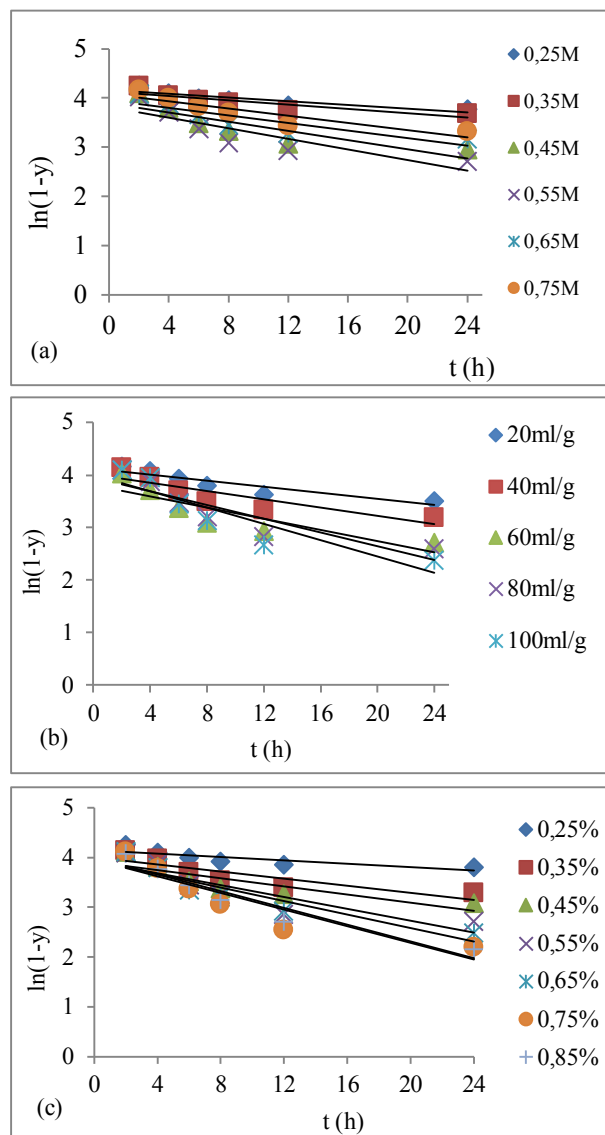 5
4
3
2
1
0
ln(1-y)
0 4 8 12 16 20 24
t (h)
(a)
0,25M
0,35M
0,45M
0,55M
0,65M
0,75M
5
4
3
2
1
0
ln(1-y)
0 4 8 12 16 20 24
t (h)
(b)
20ml/g
40ml/g
60ml/g
80ml/g
100ml/g
5
4
3
2
1
0
ln(1-y)
0 4 8 12 16 20 24
t (h)
(c)
0,25%
0,35%
0,45%
0,55%
0,65%
0,75%
0,85%